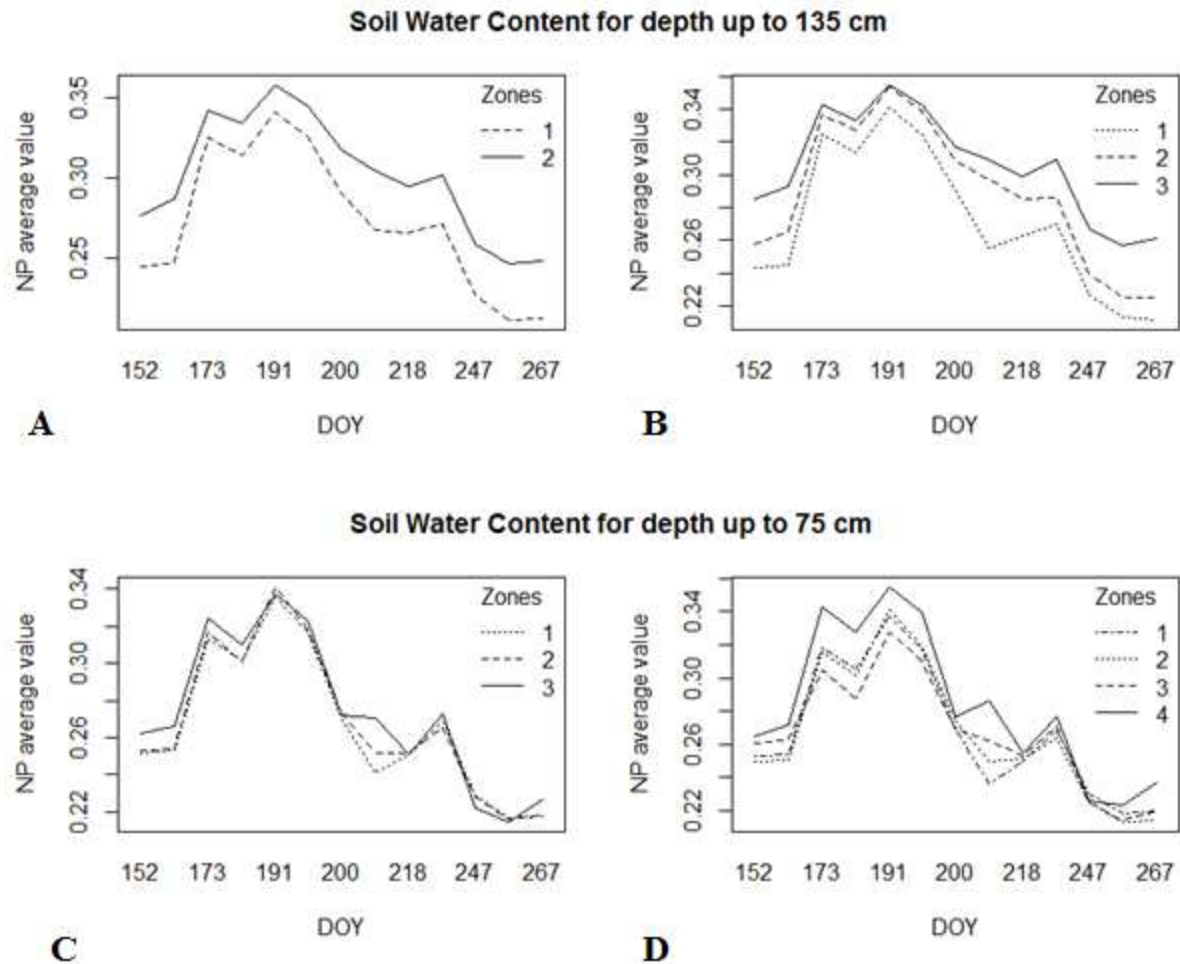 Soil Water Content for depth up to 135 cm
NP average value
0.35
0.30
0.25
Zones
1
2
152 173 191 200 218 247 267
DOY
A
NP average value
0.34
0.30
0.26
0.22
Zones
1
2
3
152 173 191 200 218 247 267
DOY
B
Soil Water Content for depth up to 75 cm
NP average value
0.34
0.30
0.26
0.22
Zones
1
2
3
152 173 191 200 218 247 267
DOY
C
NP average value
0.34
0.30
0.26
0.22
Zones
1
2
3
4
152 173 191 200 218 247 267
DOY
D